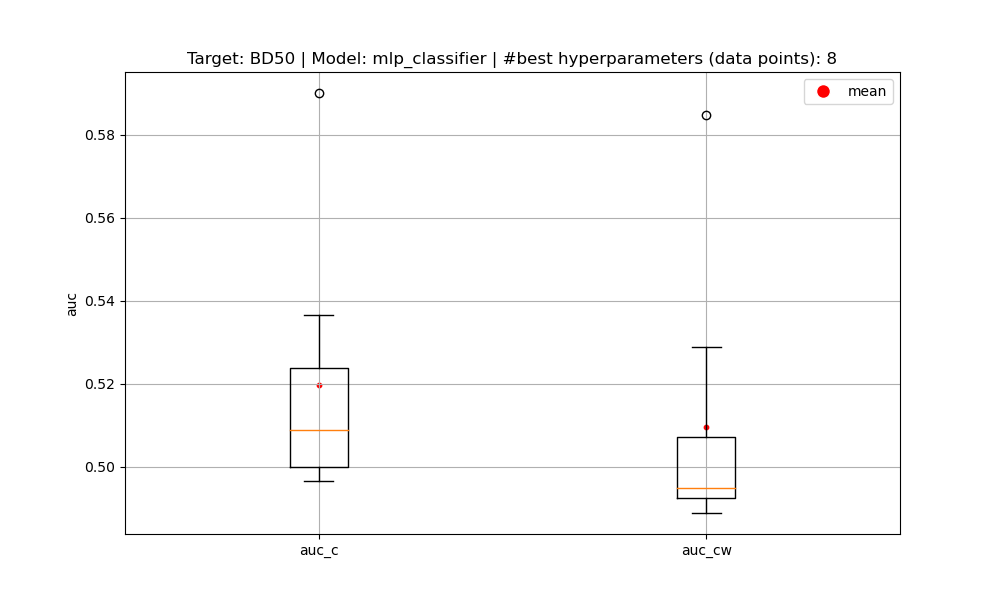 Target: BD50 | Model: mlp_classifier | #best hyperparameters (data points): 8
mean
auc
0.58
0.56
0.54
0.52
0.50
auc_c
auc_cw